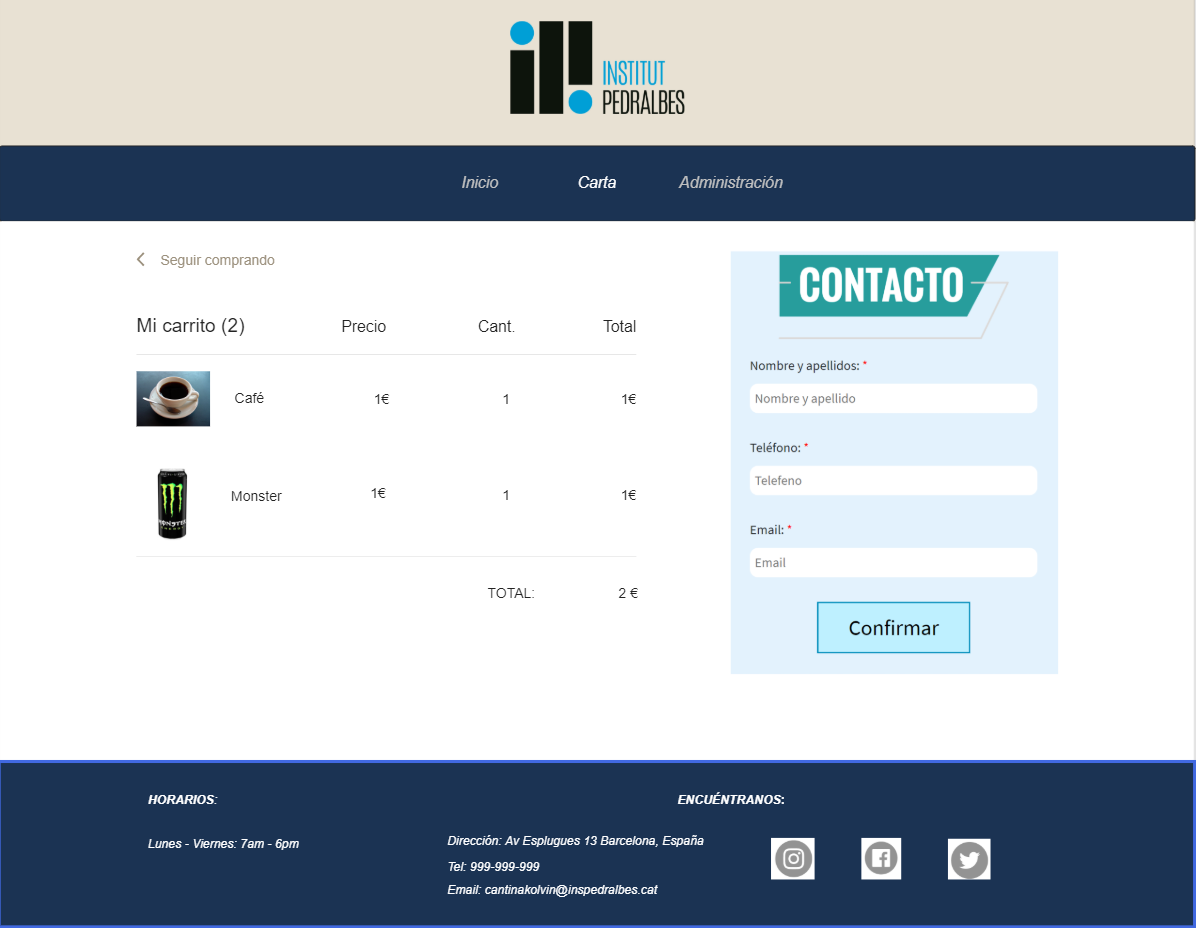 INSTITUT
PEDRALBES
Inicio Carta Administración
Seguir comprando
Mi carrito (2) Precio Cant. Total
Café 1€ 1 1€
MONSTER
Monster 1€ 1 1€
TOTAL: 2 €
CONTACTO
Nombre y apellidos: *
Nombre y apellido
Teléfono: *
Telefeno
Email: *
Email
Confirmar
HORARIOS:
Lunes - Viernes: 7am - 6pm
ENCUÉNTRANOS:
Dirección: Av Esplugues 13 Barcelona, España
Tel: 999-999-999
Email: cantinakolvin@inspedralbes.cat